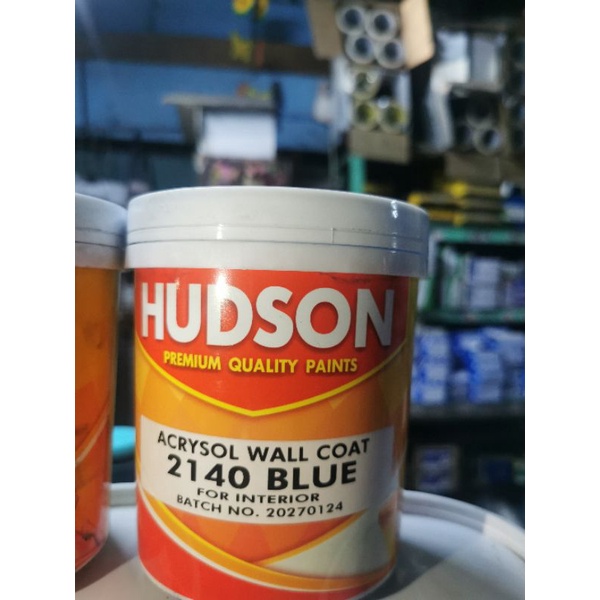 HUDSON
PREMIUM QUALITY PAINTS
ACRYSOL WALL COAT
2140 BLUE
FOR INTERIOR
BATCH NO. 20270124